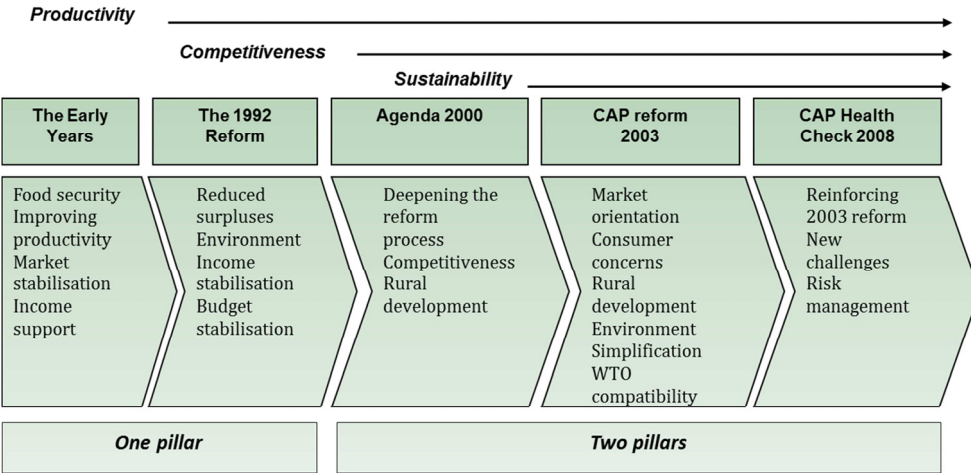 Productivity
Competitiveness
Sustainability
The Early
Years
The 1992
Reform
Agenda 2000
CAP reform
2003
CAP Health
Check 2008
Food security
Improving
productivity
Market
stabilisation
Income
support
Reduced
surpluses
Environment
Income
stabilisation
Budget
stabilisation
Deepening the
reform
process
Competitiveness
Rural
development
Market
orientation
Consumer
concerns
Rural
development
Environment
Simplification
WTO
compatibility
Reinforcing
2003 reform
New
challenges
Risk
management
One pillar
Two pillars